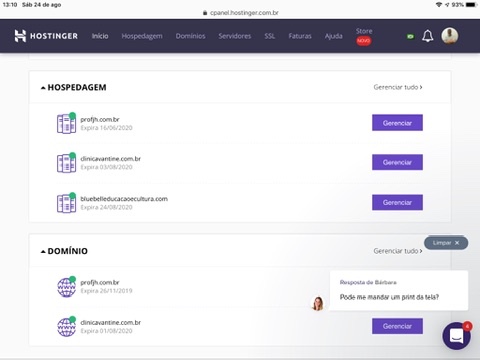 13:10 Sáb 24 de ago
cpanel.hostinger.com.br
93%
HOSTINGER Início Hospedagem Domínios Servidores SSL Faturas Ajuda Store
NOVO
HOSPEDAGEM Gerenciar tudo
profjh.com.br
Expira 16/06/2020
Gerenciar
clinicavantine.com.br
Expira 03/08/2020
Gerenciar
bluebelleducacaoecultura.com
Expira 24/08/2020
Gerenciar
Limpar ×
DOMÍNIO Gerenciar tudo
profjh.com.br
Expira 26/11/2019
Resposta de Bárbara
Pode me mandar um print da tela?
clinicavantine.com.br
Expira 01/08/2020
Gerenciar
4